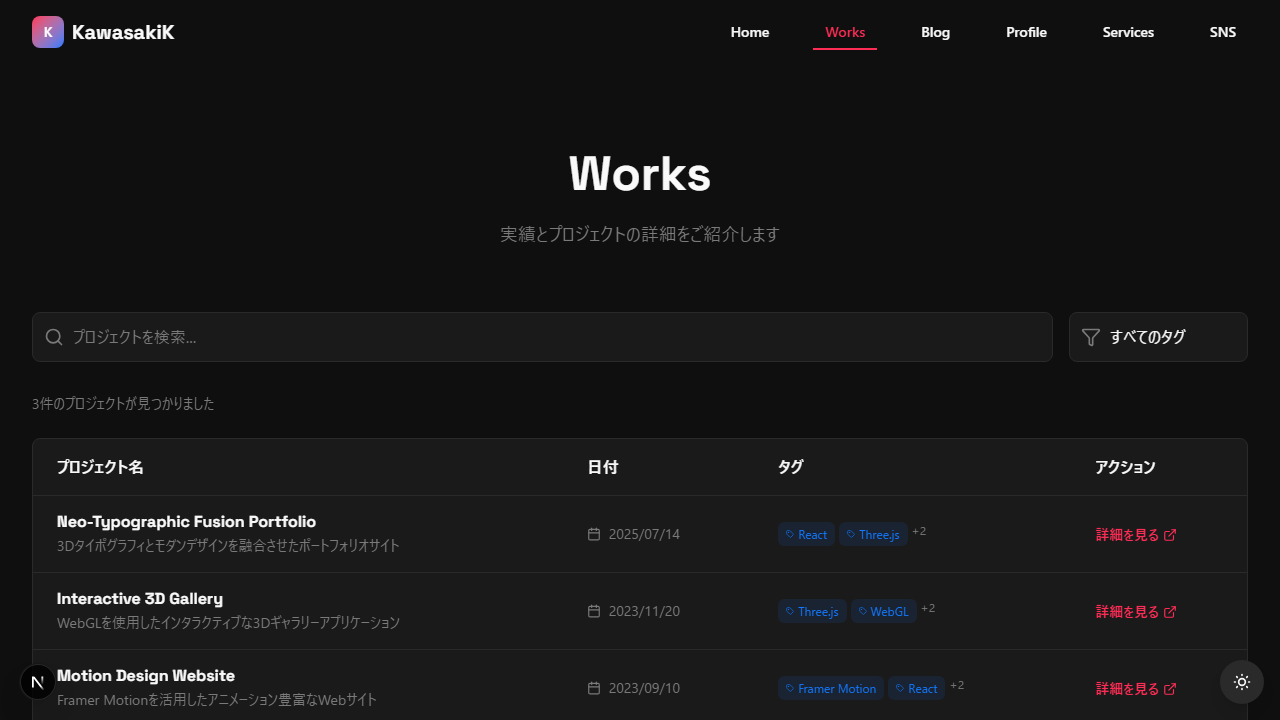 K KawasakiK Home Works Blog Profile Services SNS
Works
実績とプロジェクトの詳細をご紹介します
プロジェクトを検索... すべてのタグ
3件のプロジェクトが見つかりました
プロジェクト名 日付 タグ アクション
Neo-Typographic Fusion Portfolio
3Dタイポグラフィとモダンデザインを融合させたポートフォリオサイト
2025/07/14 React Three.js +2 詳細を見る
Interactive 3D Gallery
WebGLを使用したインタラクティブな3Dギャラリーアプリケーション
2023/11/20 Three.js WebGL +2 詳細を見る
Motion Design Website
Framer Motionを活用したアニメーション豊富なWebサイト
2023/09/10 Framer Motion React +2 詳細を見る
N